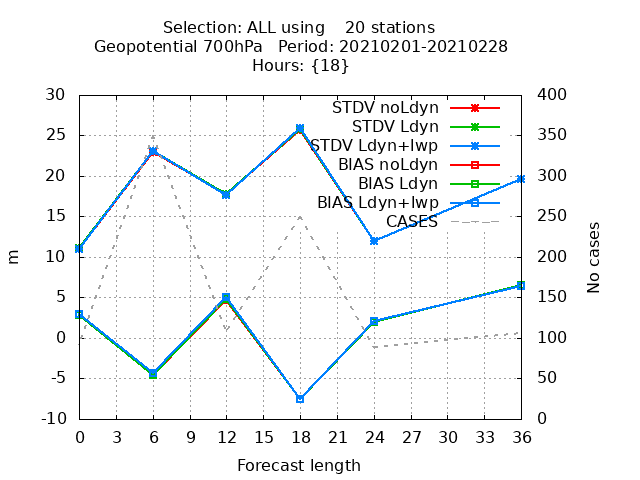 Selection: ALL using    20 stations
Geopotential 700hPa   Period: 20210201-20210228
Hours: {18}
30
25
20
15
10
5
0
-5
-10
m
400
350
300
250
200
150
100
50
0
No cases
STDV noLdyn
STDV Ldyn
STDV Ldyn+lwp
BIAS noLdyn
BIAS Ldyn
BIAS Ldyn+lwp
CASES
0 3 6 9 12 15 18 21 24 27 30 33 36
Forecast length